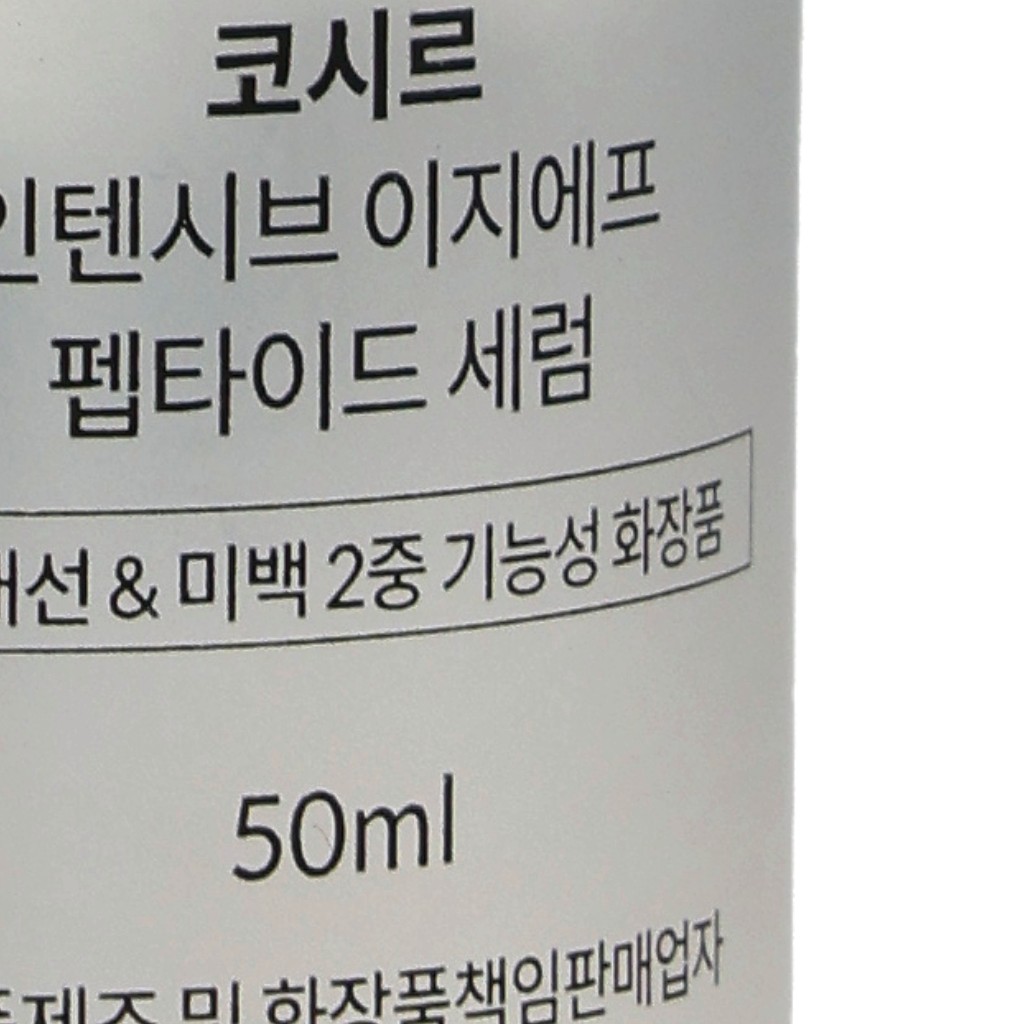 코시르
인텐시브 이지에프
펩타이드 세럼
개선 & 미백 2중 기능성 화장품
50ml
및 화장품책임판매업자